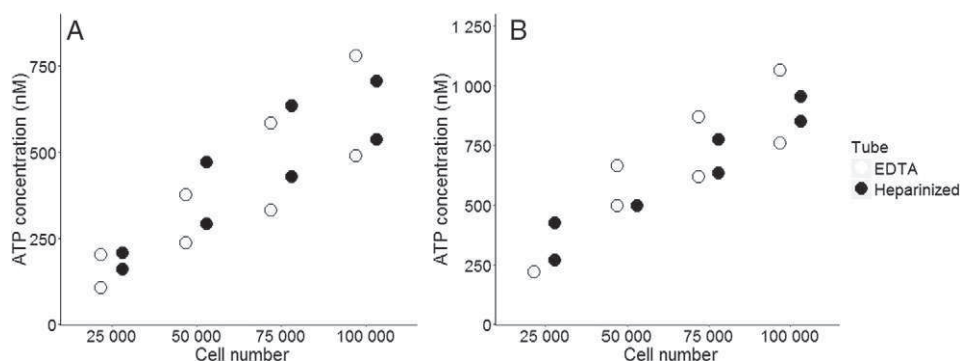 A
ATP concentration (nM)
750
500
250
0
25 000 50 000 75 000 100 000
Cell number
B
ATP concentration (nM)
1 250
1 000
750
500
250
0
25 000 50 000 75 000 100 000
Cell number
Tube
EDTA
Heparinized